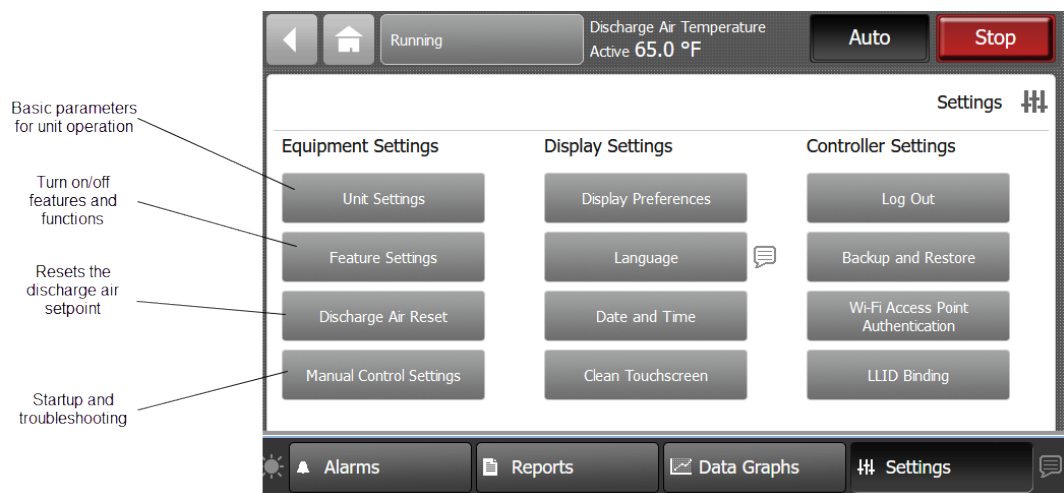 Running
Discharge Air Temperature
Active 65.0 °F
Auto
Stop
Settings
Basic parameters
for unit operation
Turn on/off
features and
functions
Resets the
discharge air
setpoint
Startup and
troubleshooting
Equipment Settings
Unit Settings
Feature Settings
Discharge Air Reset
Manual Control Settings
Display Settings
Display Preferences
Language
Date and Time
Clean Touchscreen
Controller Settings
Log Out
Backup and Restore
Wi-Fi Access Point
Authentication
LLID Binding
Alarms
Reports
Data Graphs
Settings